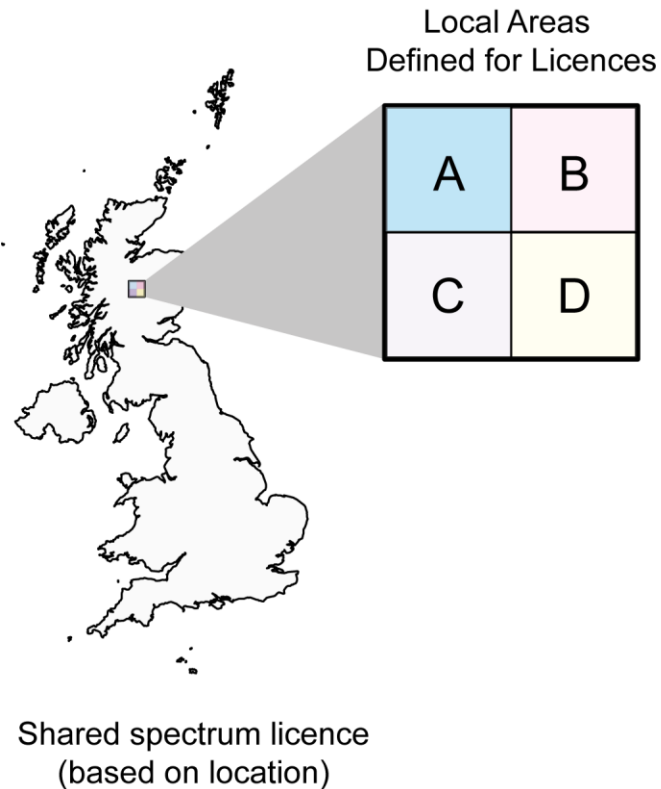 Local Areas
Defined for Licences
A
B
C
D
Shared spectrum licence
(based on location)